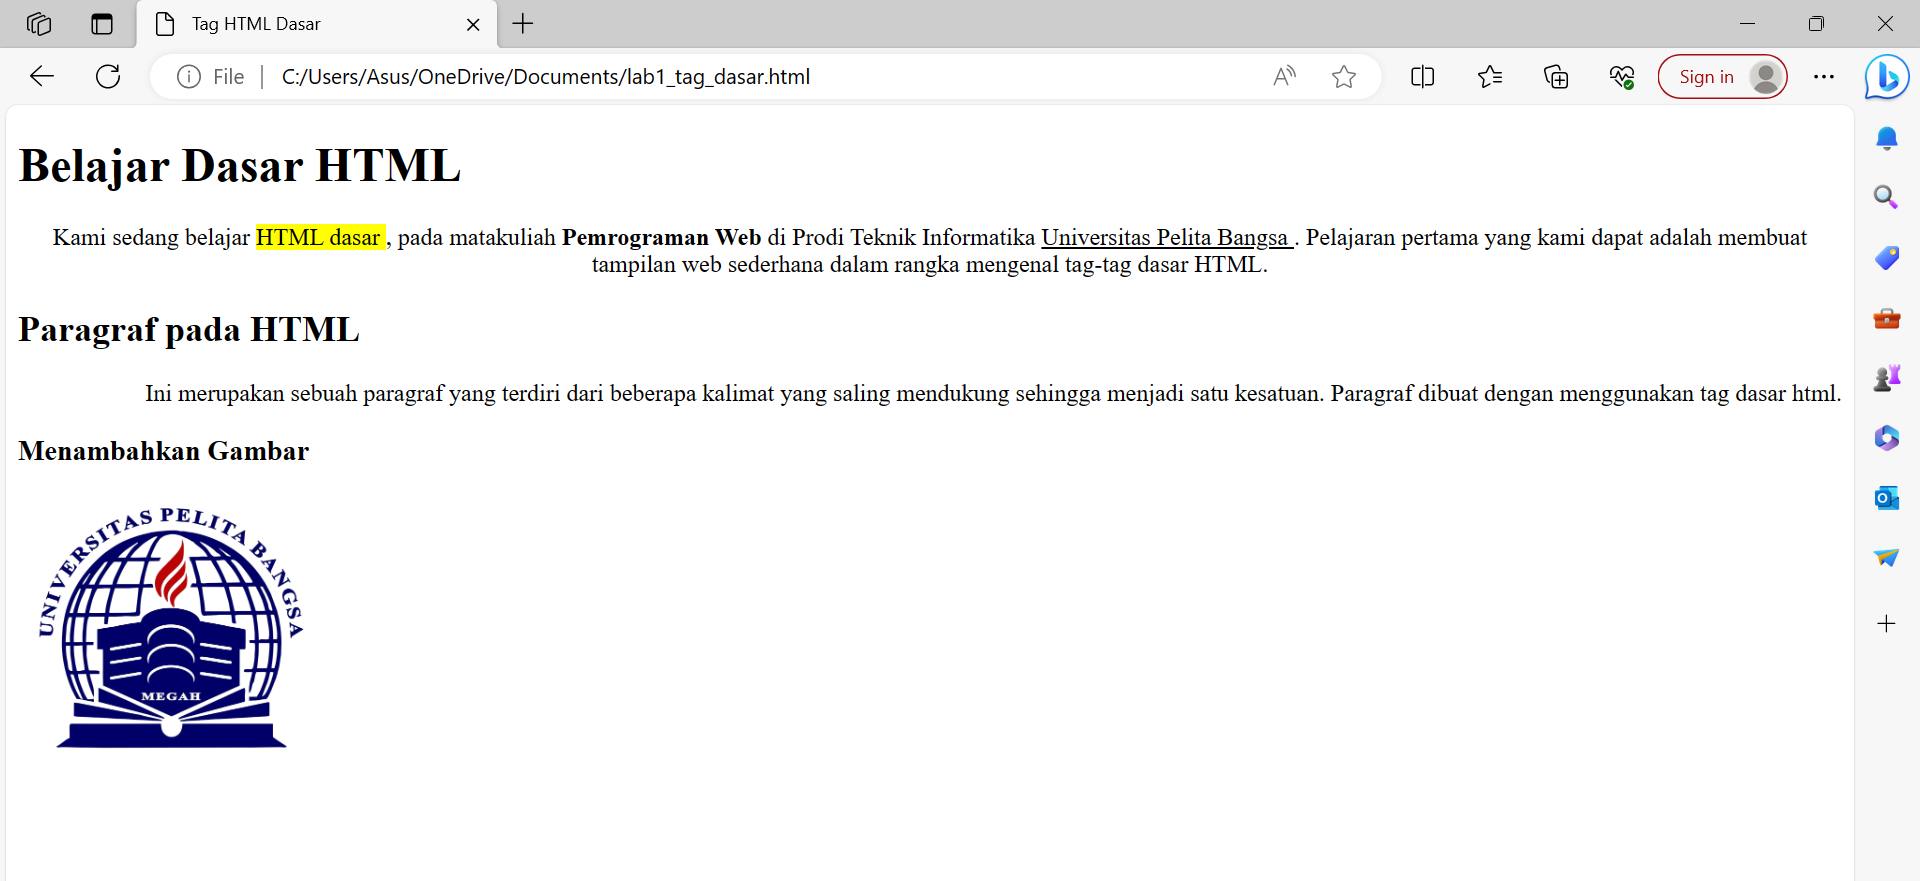 Tag HTML Dasar
File
C:/Users/Asus/OneDrive/Documents/lab1_tag_dasar.html
Sign in
Belajar Dasar HTML
Kami sedang belajar HTML dasar , pada matakuliah Pemrograman Web di Prodi Teknik Informatika Universitas Pelita Bangsa . Pelajaran pertama yang kami dapat adalah membuat
tampilan web sederhana dalam rangka mengenal tag-tag dasar HTML.
Paragraf pada HTML
Ini merupakan sebuah paragraf yang terdiri dari beberapa kalimat yang saling mendukung sehingga menjadi satu kesatuan. Paragraf dibuat dengan menggunakan tag dasar html.
Menambahkan Gambar
UNIVERSITAS PELITA BANGSA
MEGAH